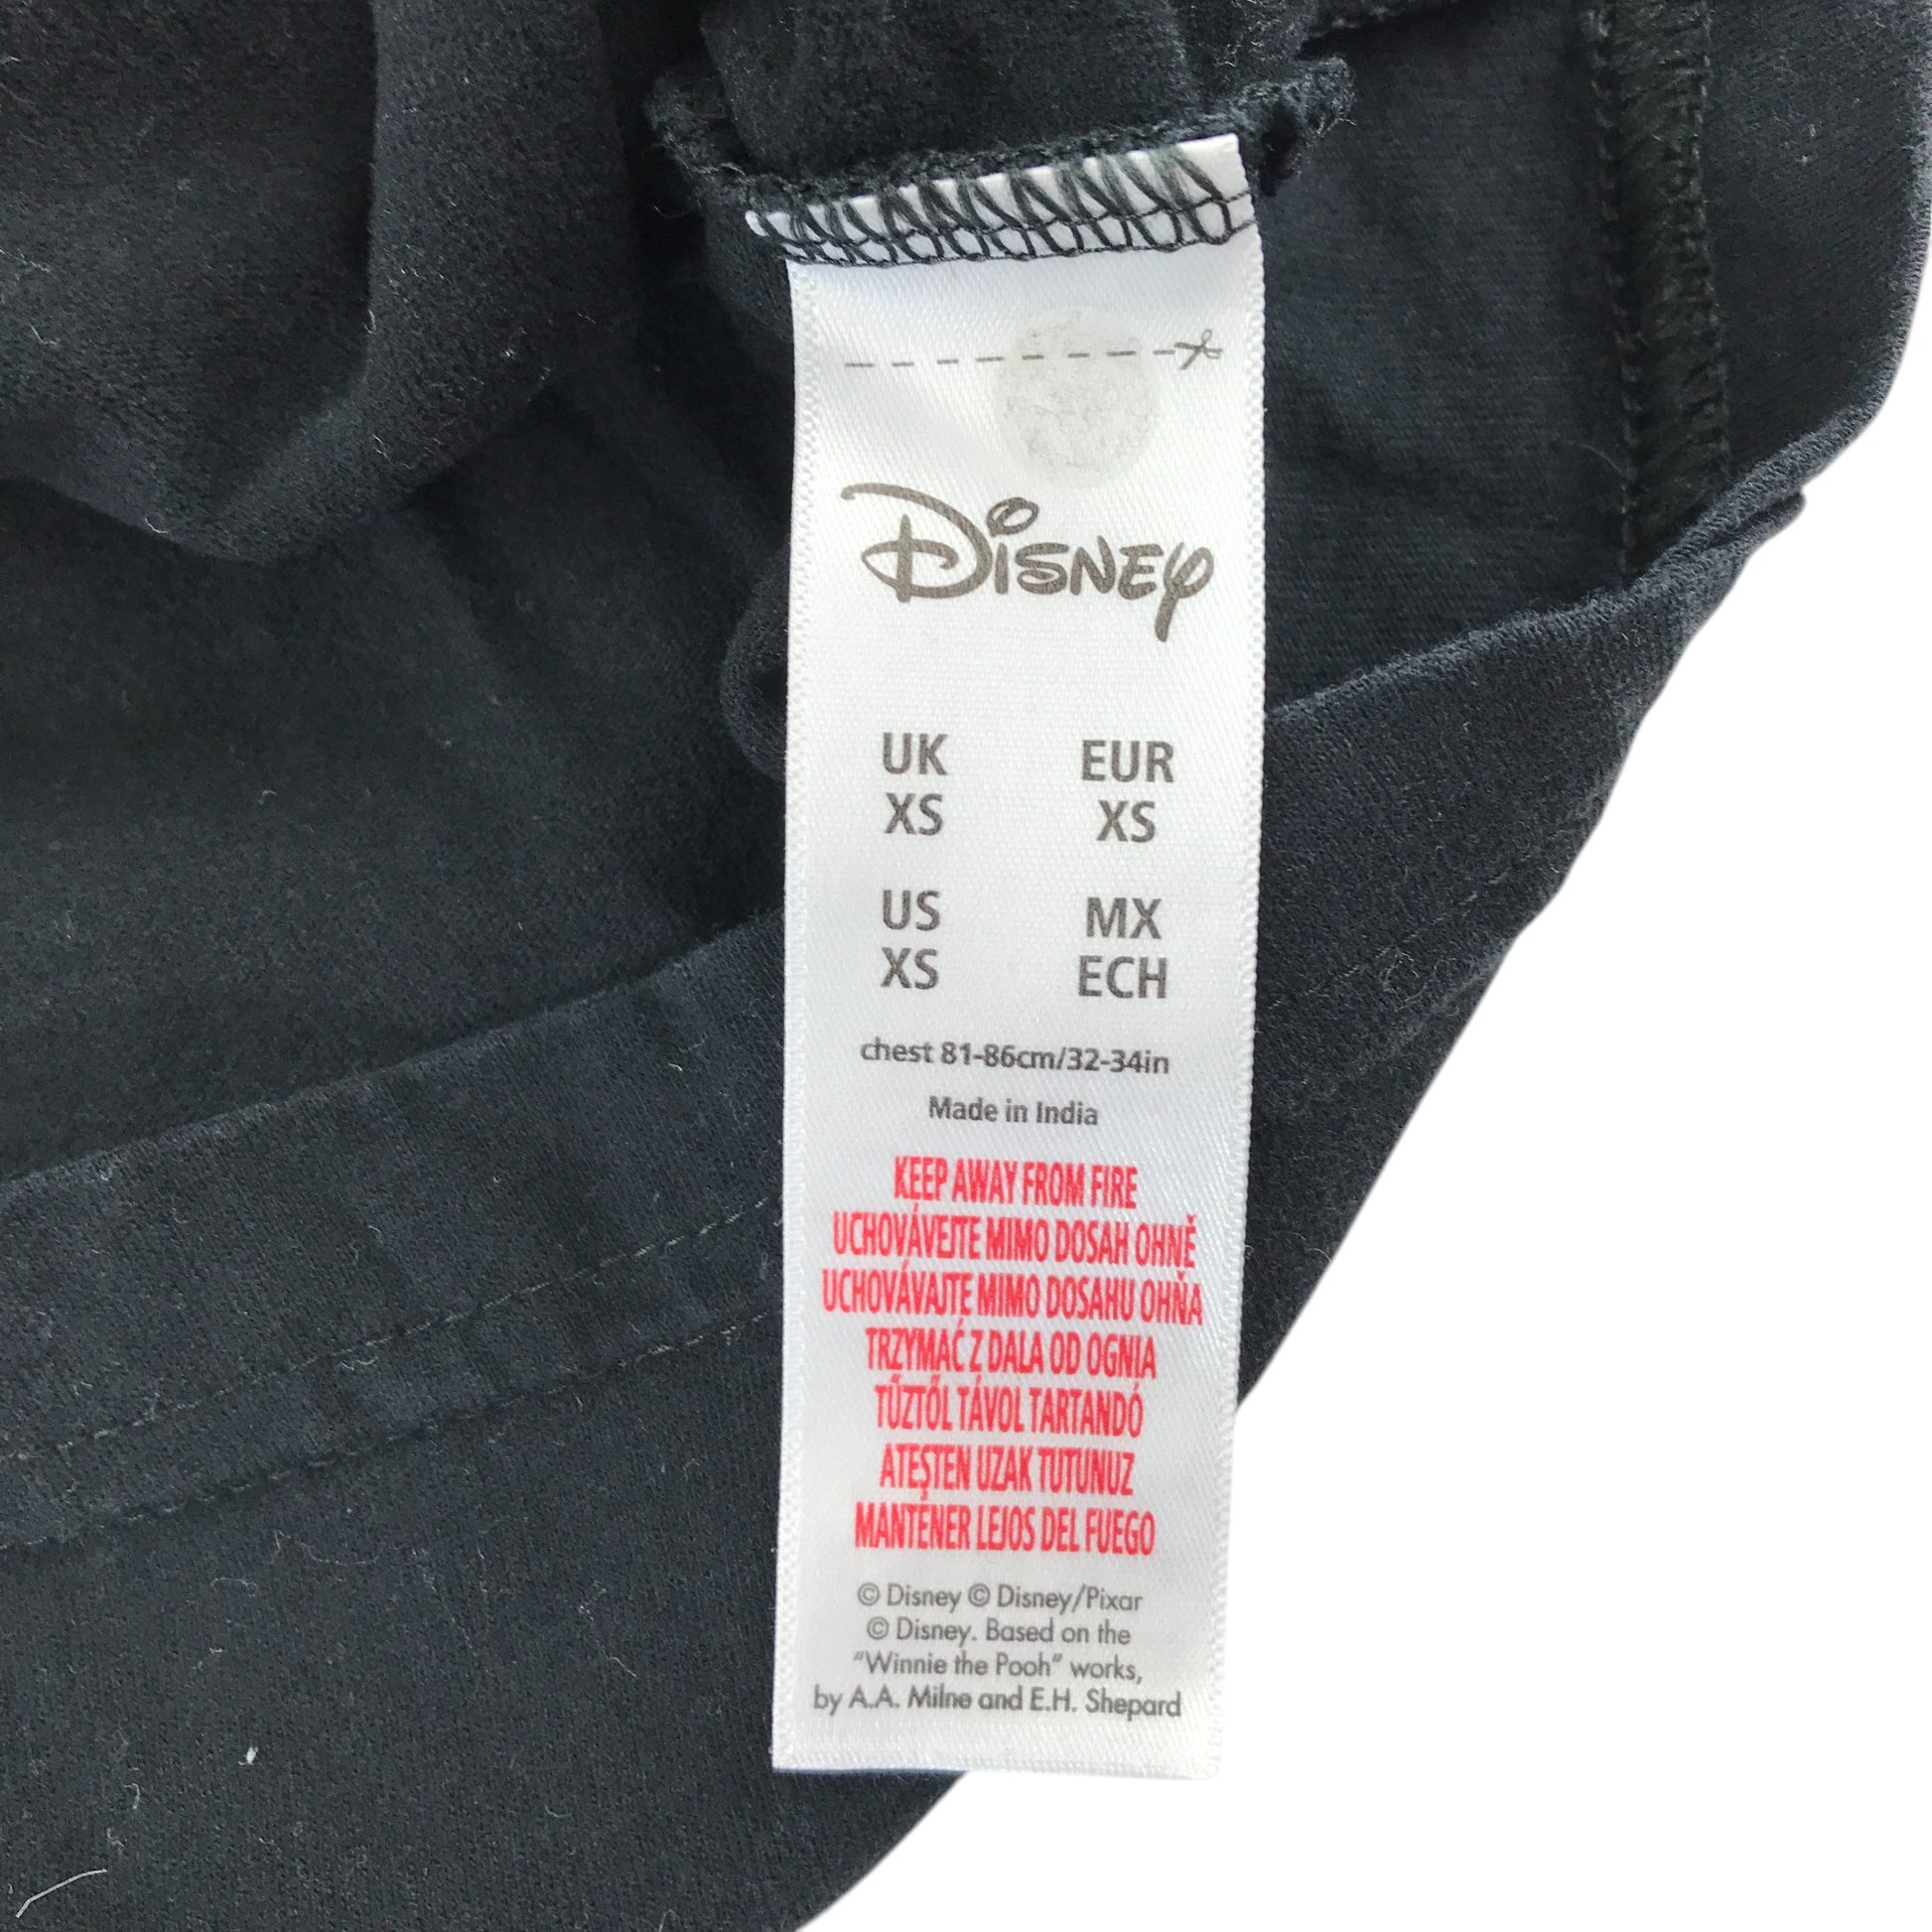 Disney
UK EUR
XS XS
US MX
XS ECH
chest 81-86cm/32-34in
Made in India
KEEP AWAY FROM FIRE
UCHOVÁVEJTE MIMO DOSAH OHNĚ
UCHOVÁVAJTE MIMO DOSAHU OHŇA
TRZYMAĆ Z DALA OD OGNIA
TŰZTŐL TÁVOL TARTANDÓ
ATEŞTEN UZAK TUTUNUZ
MANTENER LEJOS DEL FUEGO
© Disney © Disney/Pixar
© Disney. Based on the
"Winnie the Pooh" works,
by A.A. Milne and E.H. Shepard